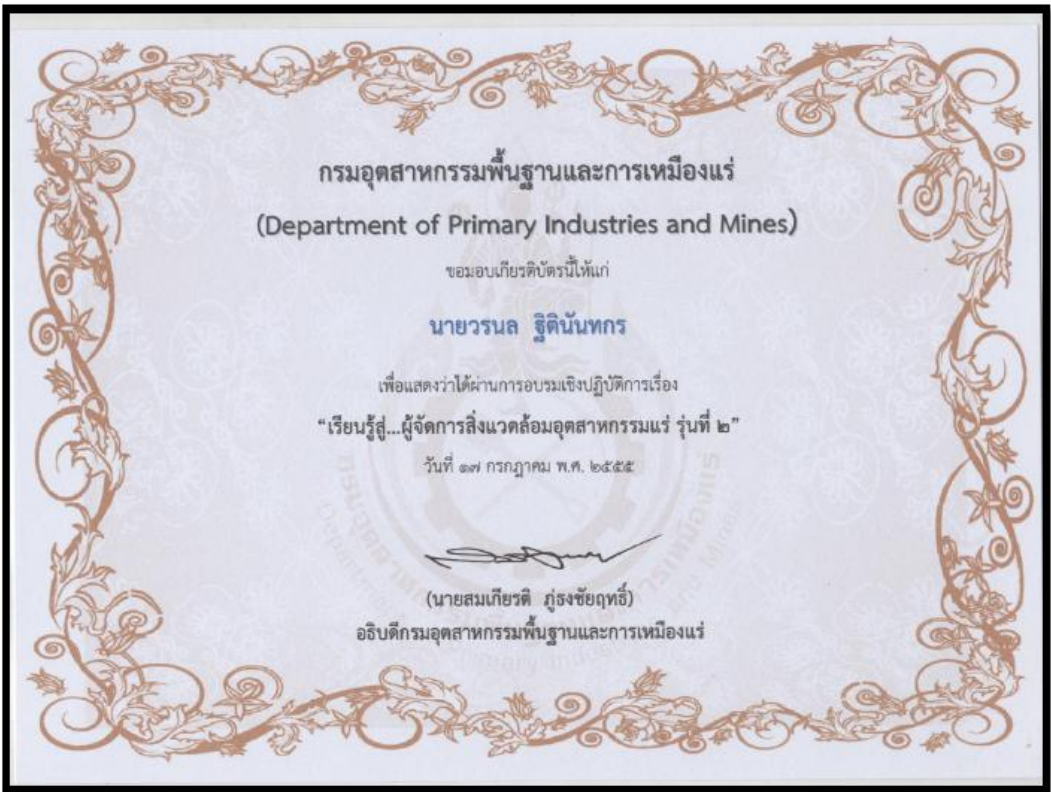 กรมอุตสาหกรรมพื้นฐานและการเหมืองแร่
(Department of Primary Industries and Mines)
ขอมอบเกียรติบัตรนี้ให้แก่
นายวรนล ฐิตินันทกร
เพื่อแสดงว่าได้ผ่านการอบรมเชิงปฏิบัติการเรื่อง
“เรียนรู้สู่...ผู้จัดการสิ่งแวดล้อมอุตสาหกรรมแร่ รุ่นที่ ๒”
วันที่ ๑๗ กรกฎาคม พ.ศ. ๒๕๕๕
(นายสมเกียรติ ภู่ธงชัยฤทธิ์)
อธิบดีกรมอุตสาหกรรมพื้นฐานและการเหมืองแร่